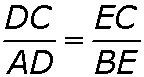 DC/AD = EC/BE